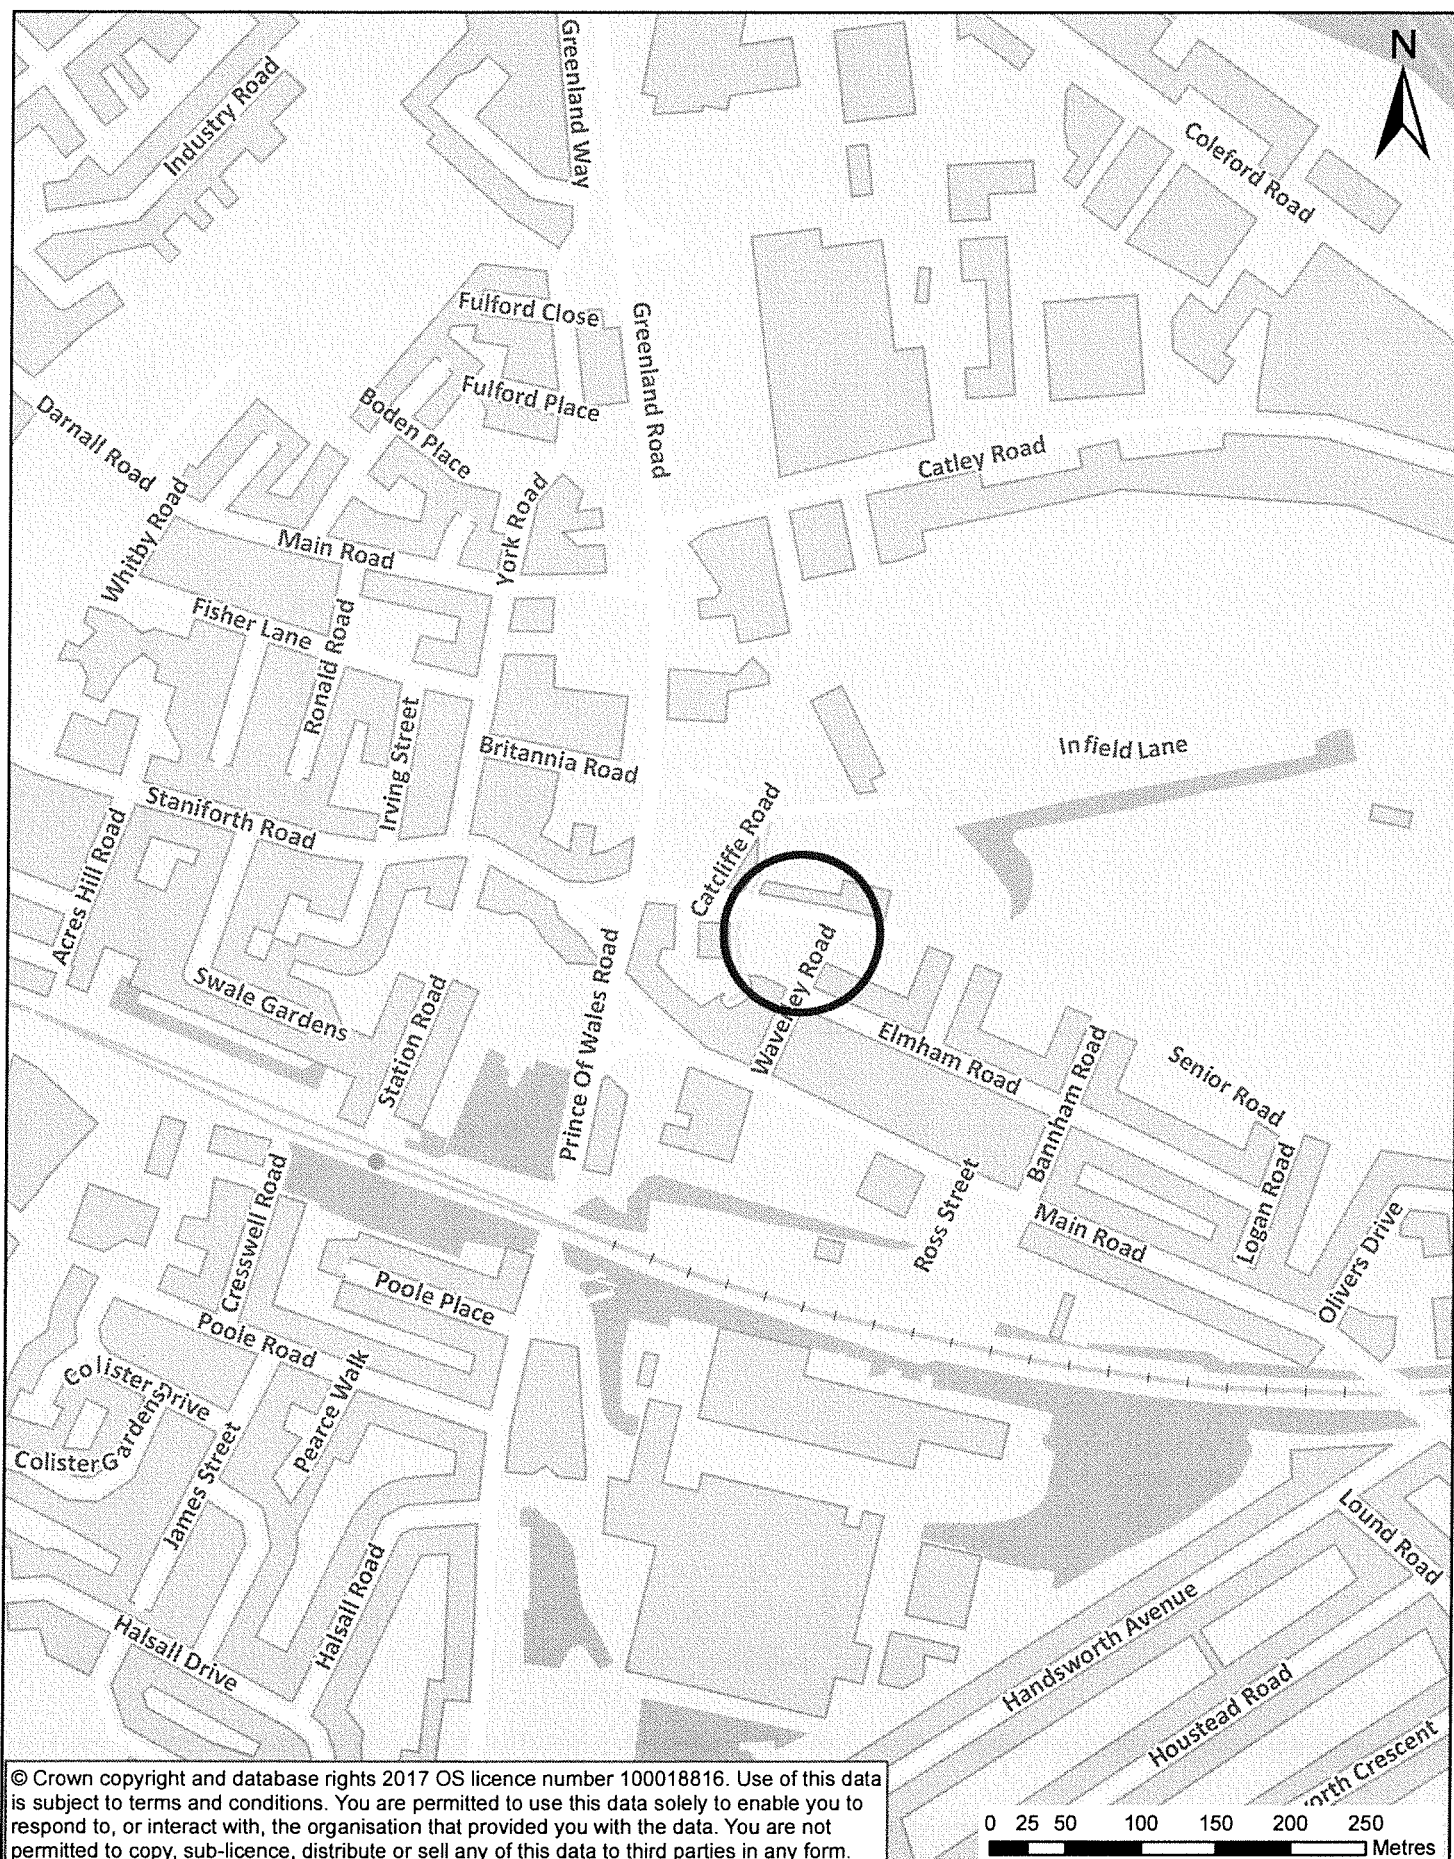 N
Industry Road
Greenland Way
Coleford Road
Fulford Close
Greenland Road
Fulford Place
Boden Place
Darnall Road
Catley Road
York Road
Whitby Road
Main Road
Fisher Lane
Ronald Road
Irving Street
Britannia Road
Infield Lane
Staniforth Road
Catcliffe Road
Acres Hill Road
Waverley Road
Swale Gardens
Station Road
Prince Of Wales Road
Elmham Road
Bannham Road
Senior Road
Cresswell Road
Ross Street
Main Road
Logan Road
Olivers Drive
Poole Place
Poole Road
Colister Drive
Pearce Walk
Colister Gardens
James Street
Lound Road
Halsall Road
Handsworth Avenue
Halsall Drive
Houstead Road
orth Crescent
© Crown copyright and database rights 2017 OS licence number 100018816. Use of this data
is subject to terms and conditions. You are permitted to use this data solely to enable you to
respond to, or interact with, the organisation that provided you with the data. You are not
permitted to copy, sub-licence, distribute or sell any of this data to third parties in any form.
0 25 50 100 150 200 250
Metres